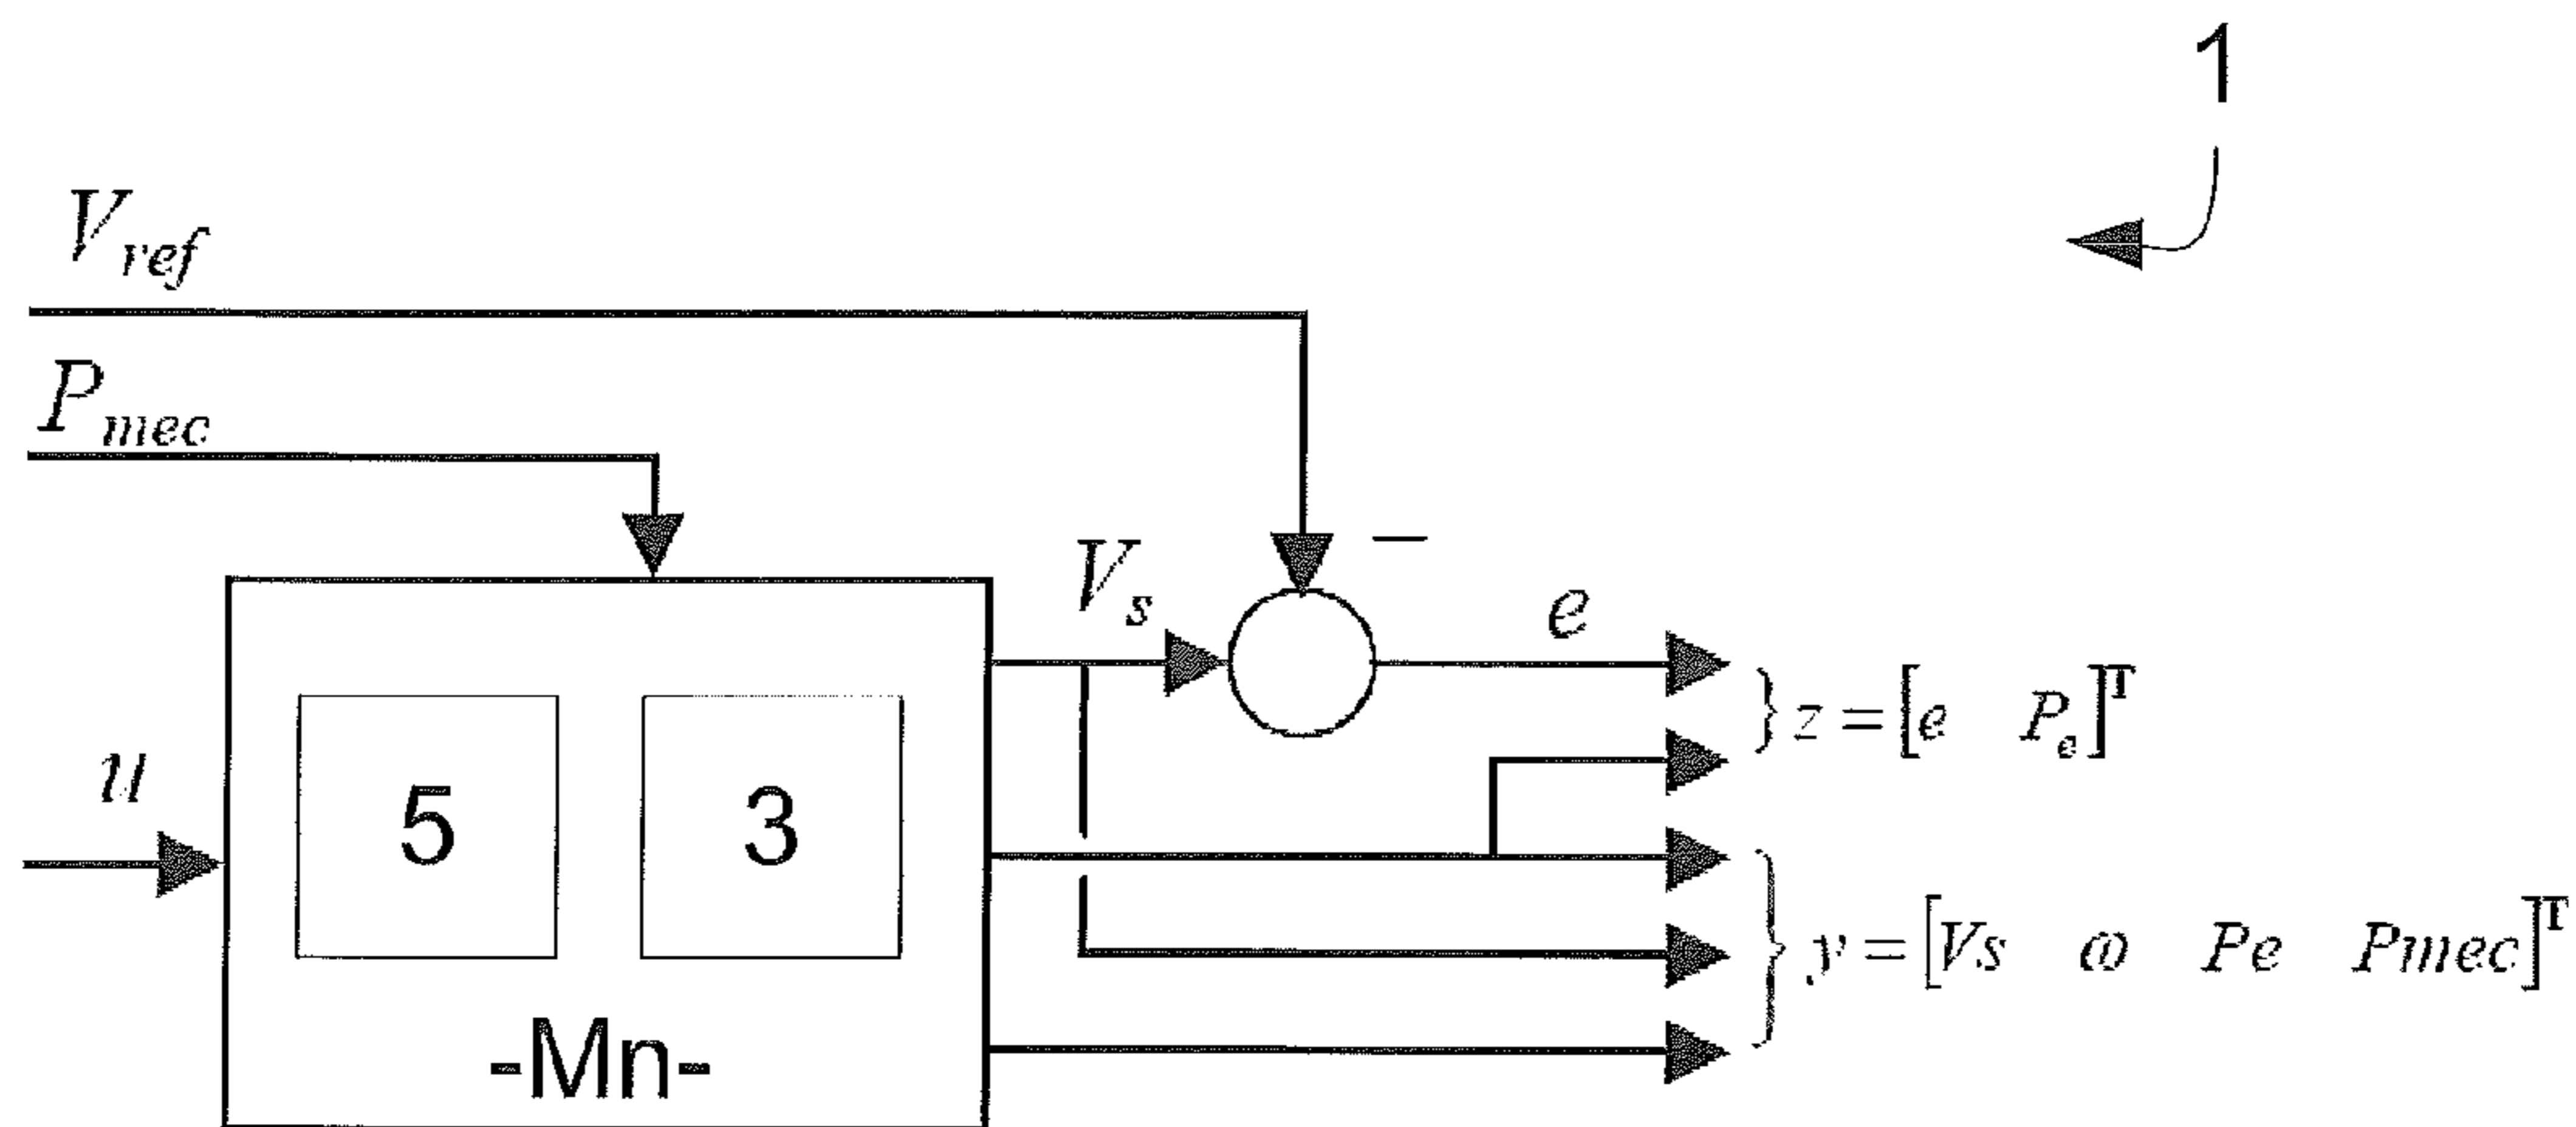 1
V_ref
P_mec
V_s
–
e
z = [e P_e]^T
u
5
3
y = [Vs ω Pe Pmec]^T
-Mn-